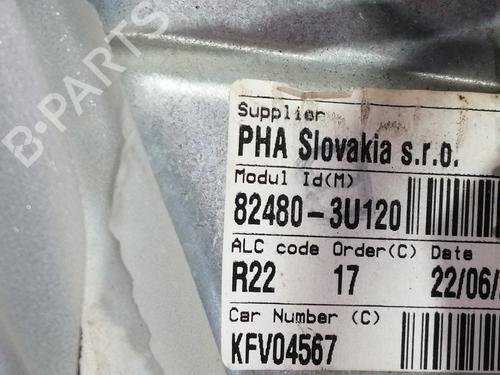 B-PARTS
Supplier
PHA Slovakia s.r.o.
Modul Id(M)
82480-3U120
ALC code Order(C) Date
R22 17 22/06/
Car Number (C)
KFV04567